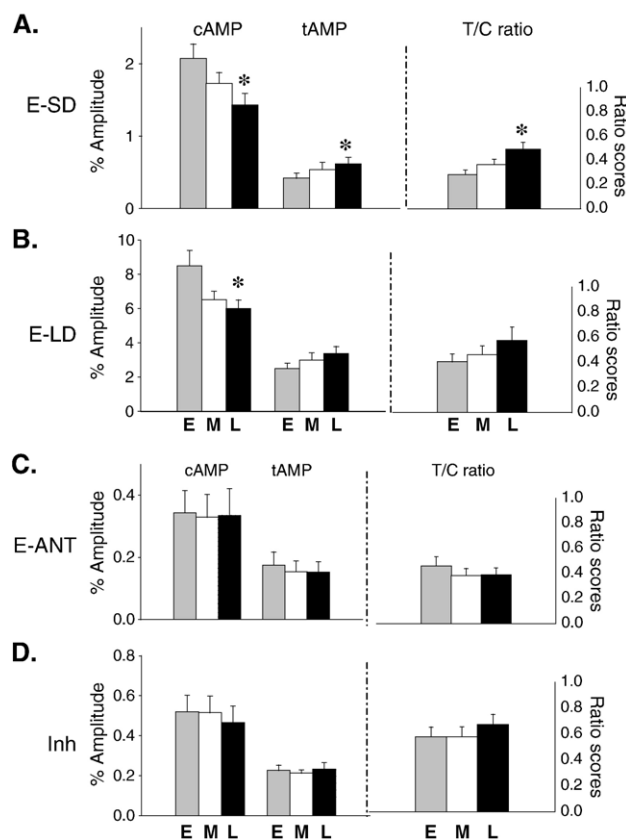 A.
cAMP tAMP T/C ratio
E-SD
% Amplitude
2
1
0
*
*
*
1.0
0.8
0.6
0.4
0.2
0.0
Ratio scores
B.
E-LD
% Amplitude
10
8
6
4
2
0
*
1.0
0.8
0.6
0.4
0.2
0.0
Ratio scores
E M L E M L E M L
C.
cAMP tAMP T/C ratio
E-ANT
% Amplitude
0.4
0.2
0.0
1.0
0.8
0.6
0.4
0.2
0.0
Ratio scores
D.
Inh
% Amplitude
0.8
0.6
0.4
0.2
0.0
1.0
0.8
0.6
0.4
0.2
0.0
Ratio scores
E M L E M L E M L